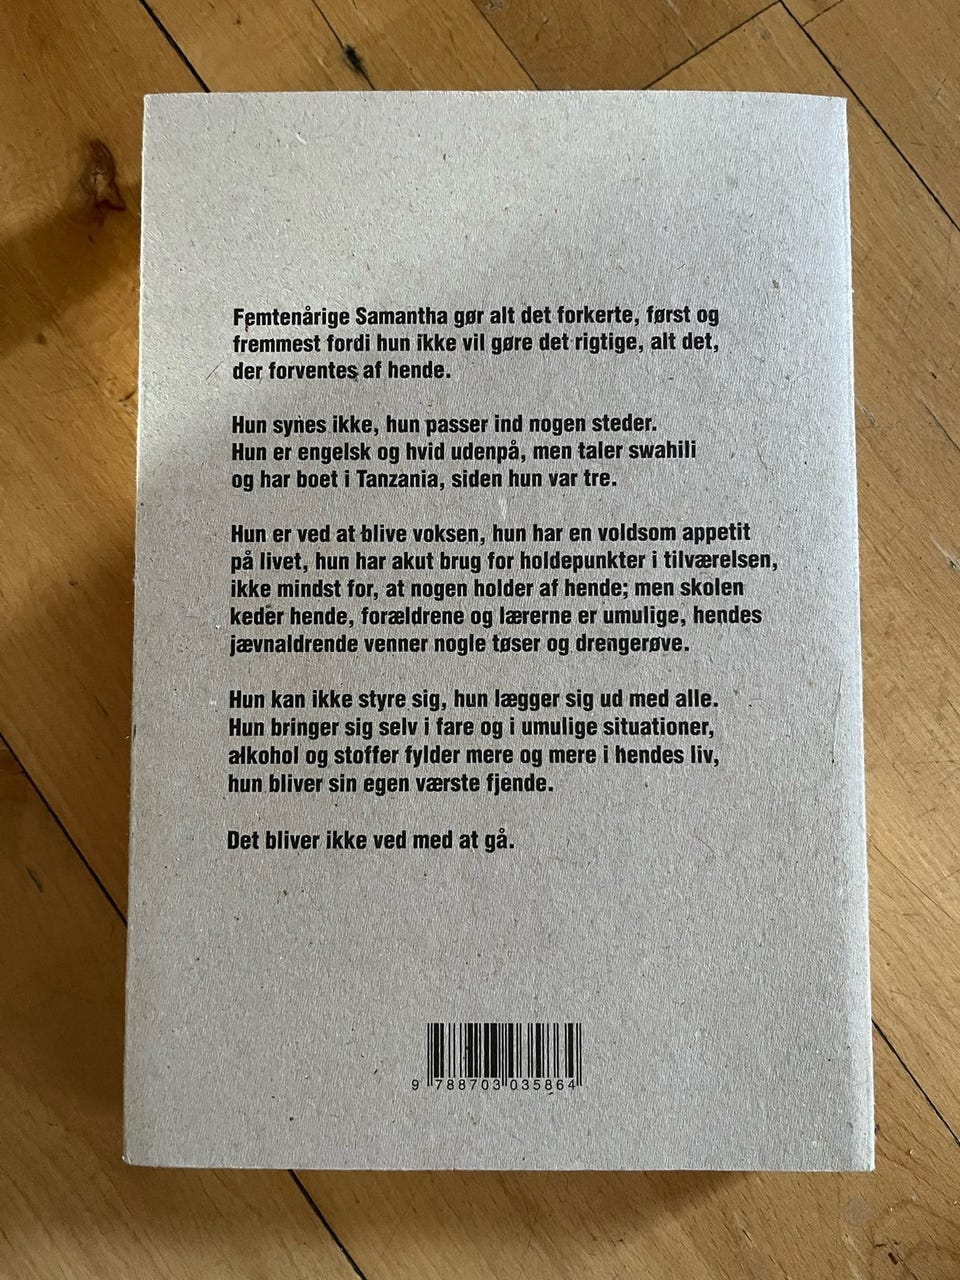 Femtenårige Samantha gør alt det forkerte, først og
fremmest fordi hun ikke vil gøre det rigtige, alt det,
der forventes af hende.
Hun synes ikke, hun passer ind nogen steder.
Hun er engelsk og hvid udenpå, men taler swahili
og har boet i Tanzania, siden hun var tre.
Hun er ved at blive voksen, hun har en voldsom appetit
på livet, hun har akut brug for holdepunkter i tilværelsen,
ikke mindst for, at nogen holder af hende; men skolen
keder hende, forældrene og lærerne er umulige, hendes
jævnaldrende venner nogle tøser og drengerøve.
Hun kan ikke styre sig, hun lægger sig ud med alle.
Hun bringer sig selv i fare og i umulige situationer,
alkohol og stoffer fylder mere og mere i hendes liv,
hun bliver sin egen værste fjende.
Det bliver ikke ved med at gå.
9 788703 035864